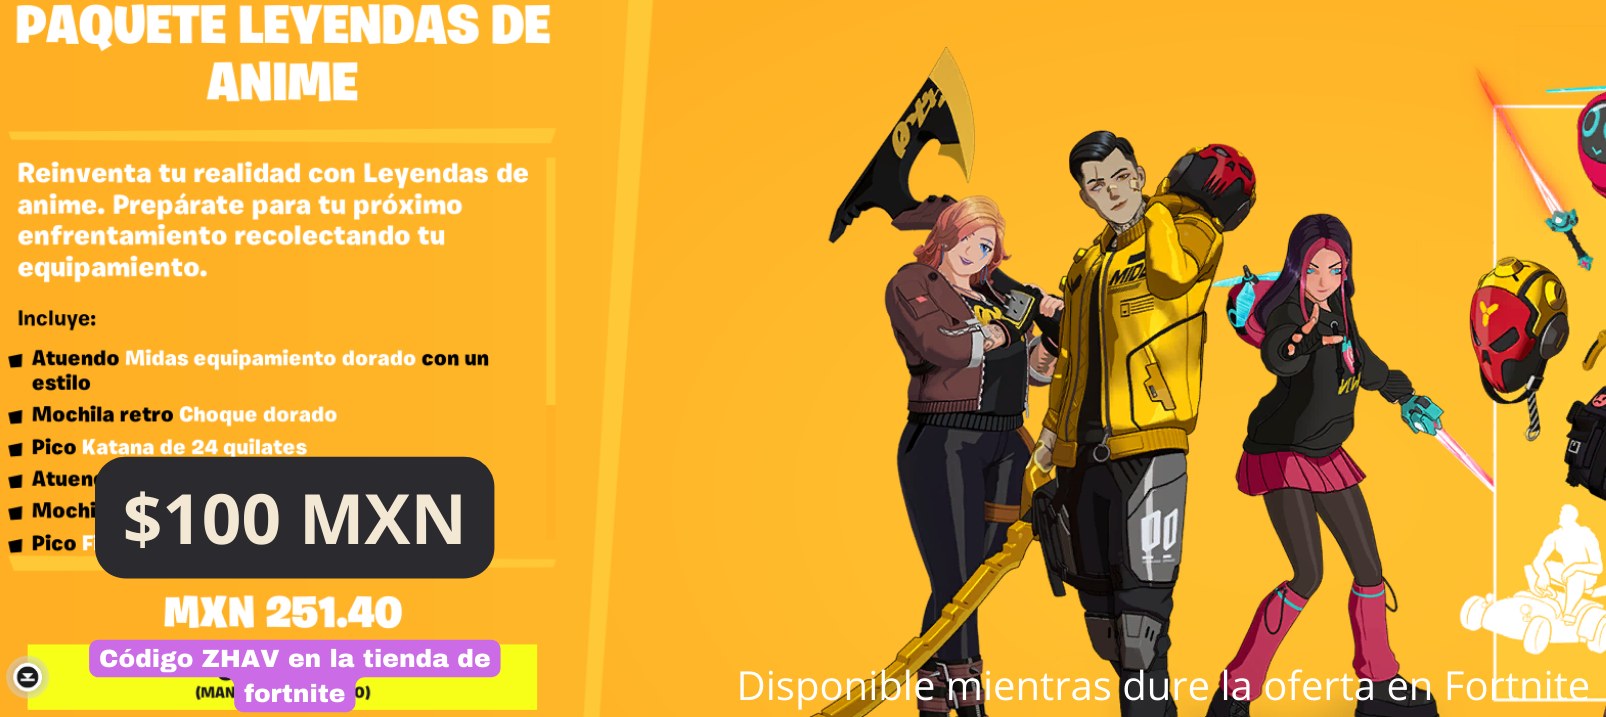 PAQUETE LEYENDAS DE
ANIME
Reinventa tu realidad con Leyendas de
anime. Prepárate para tu próximo
enfrentamiento recolectando tu
equipamiento.
Incluye:
Atuendo Midas equipamiento dorado con un
estilo
Mochila retro Choque dorado
Pico Katana de 24 quilates
Pico
$100 MXN
MXN 251.40
Código ZHAV en la tienda de
fortnite
Disponible mientras dure la oferta en Fortnite